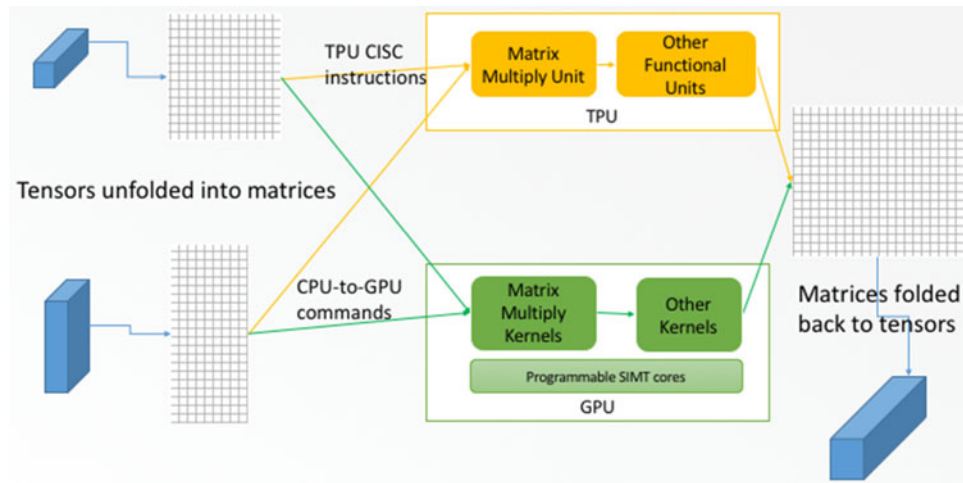 TPU CISC
instructions
Matrix
Multiply Unit
Other
Functional
Units
TPU
Tensors unfolded into matrices
CPU-to-GPU
commands
Matrix
Multiply
Kernels
Other
Kernels
Programmable SIMT cores
GPU
Matrices folded
back to tensors